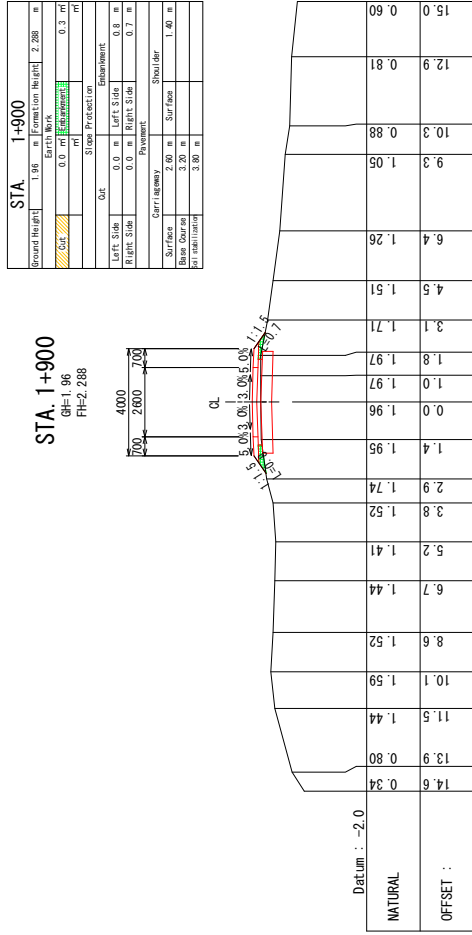 STA. 1+900
Ground Height 1.96 m Formation Height 2.288 m
Earth Work
Cut 0.0 ㎡ Embankment 0.3 ㎡
㎡ ㎡
Slope Protection
Cut Embankment
Left Side 0.0 m Left Side 0.8 m
Right Side 0.0 m Right Side 0.7 m
Pavement
Carriageway Shoulder
Surface 2.60 m Surface 1.40 m
Base Course 3.20 m
Soil stabilization 3.80 m
STA. 1+900
GH=1.96
FH=2.288
4000
700 2600 700
CL
5.0% 3.0% 3.0% 5.0%
1:1.5 1:1.5
L=0.8 L=0.7
Datum : -2.0
NATURAL 0.34 0.80 1.44 1.59 1.52 1.44 1.41 1.52 1.74 1.95 1.96 1.97 1.97 1.71 1.51 1.26 1.05 0.88 0.81 0.60
OFFSET : 14.6 13.9 11.5 10.1 8.6 6.7 5.2 3.8 2.9 1.4 0.0 1.0 1.8 3.1 4.5 6.4 9.3 10.3 12.9 15.0